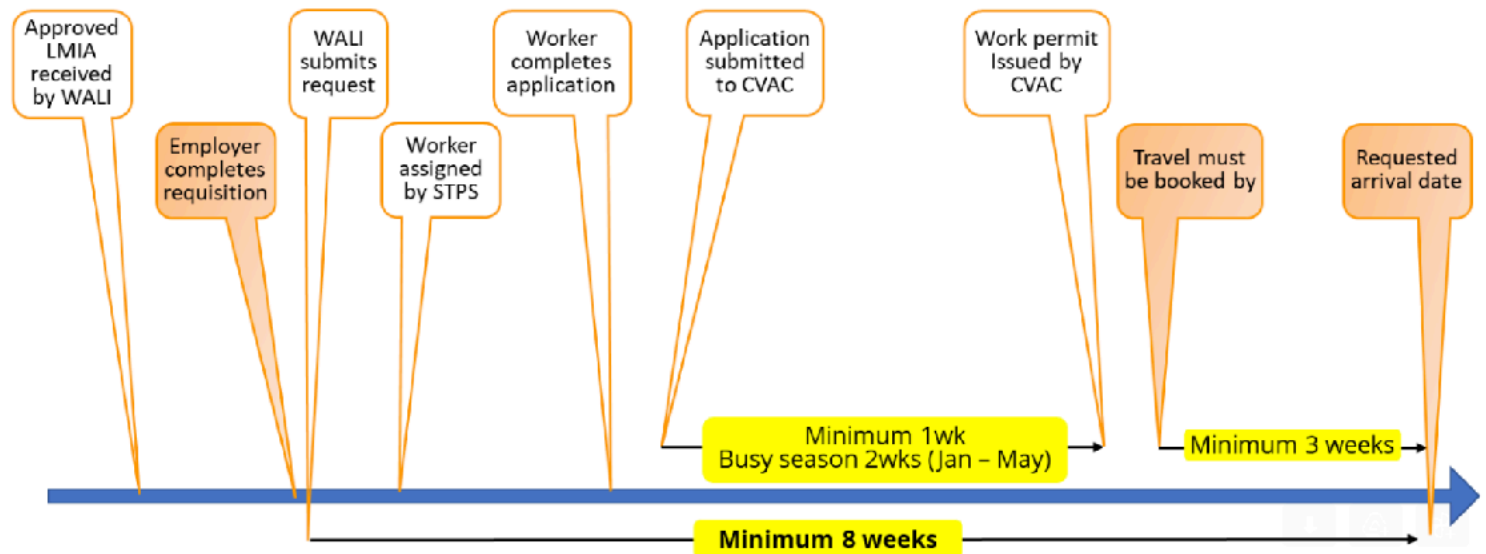 Approved
LMIA
received
by WALI
Employer
completes
requisition
WALI
submits
request
Worker
assigned
by STPS
Worker
completes
application
Application
submitted
to CVAC
Work permit
Issued by
CVAC
Travel must
be booked by
Requested
arrival date
Minimum 1wk
Busy season 2wks (Jan – May)
Minimum 3 weeks
Minimum 8 weeks